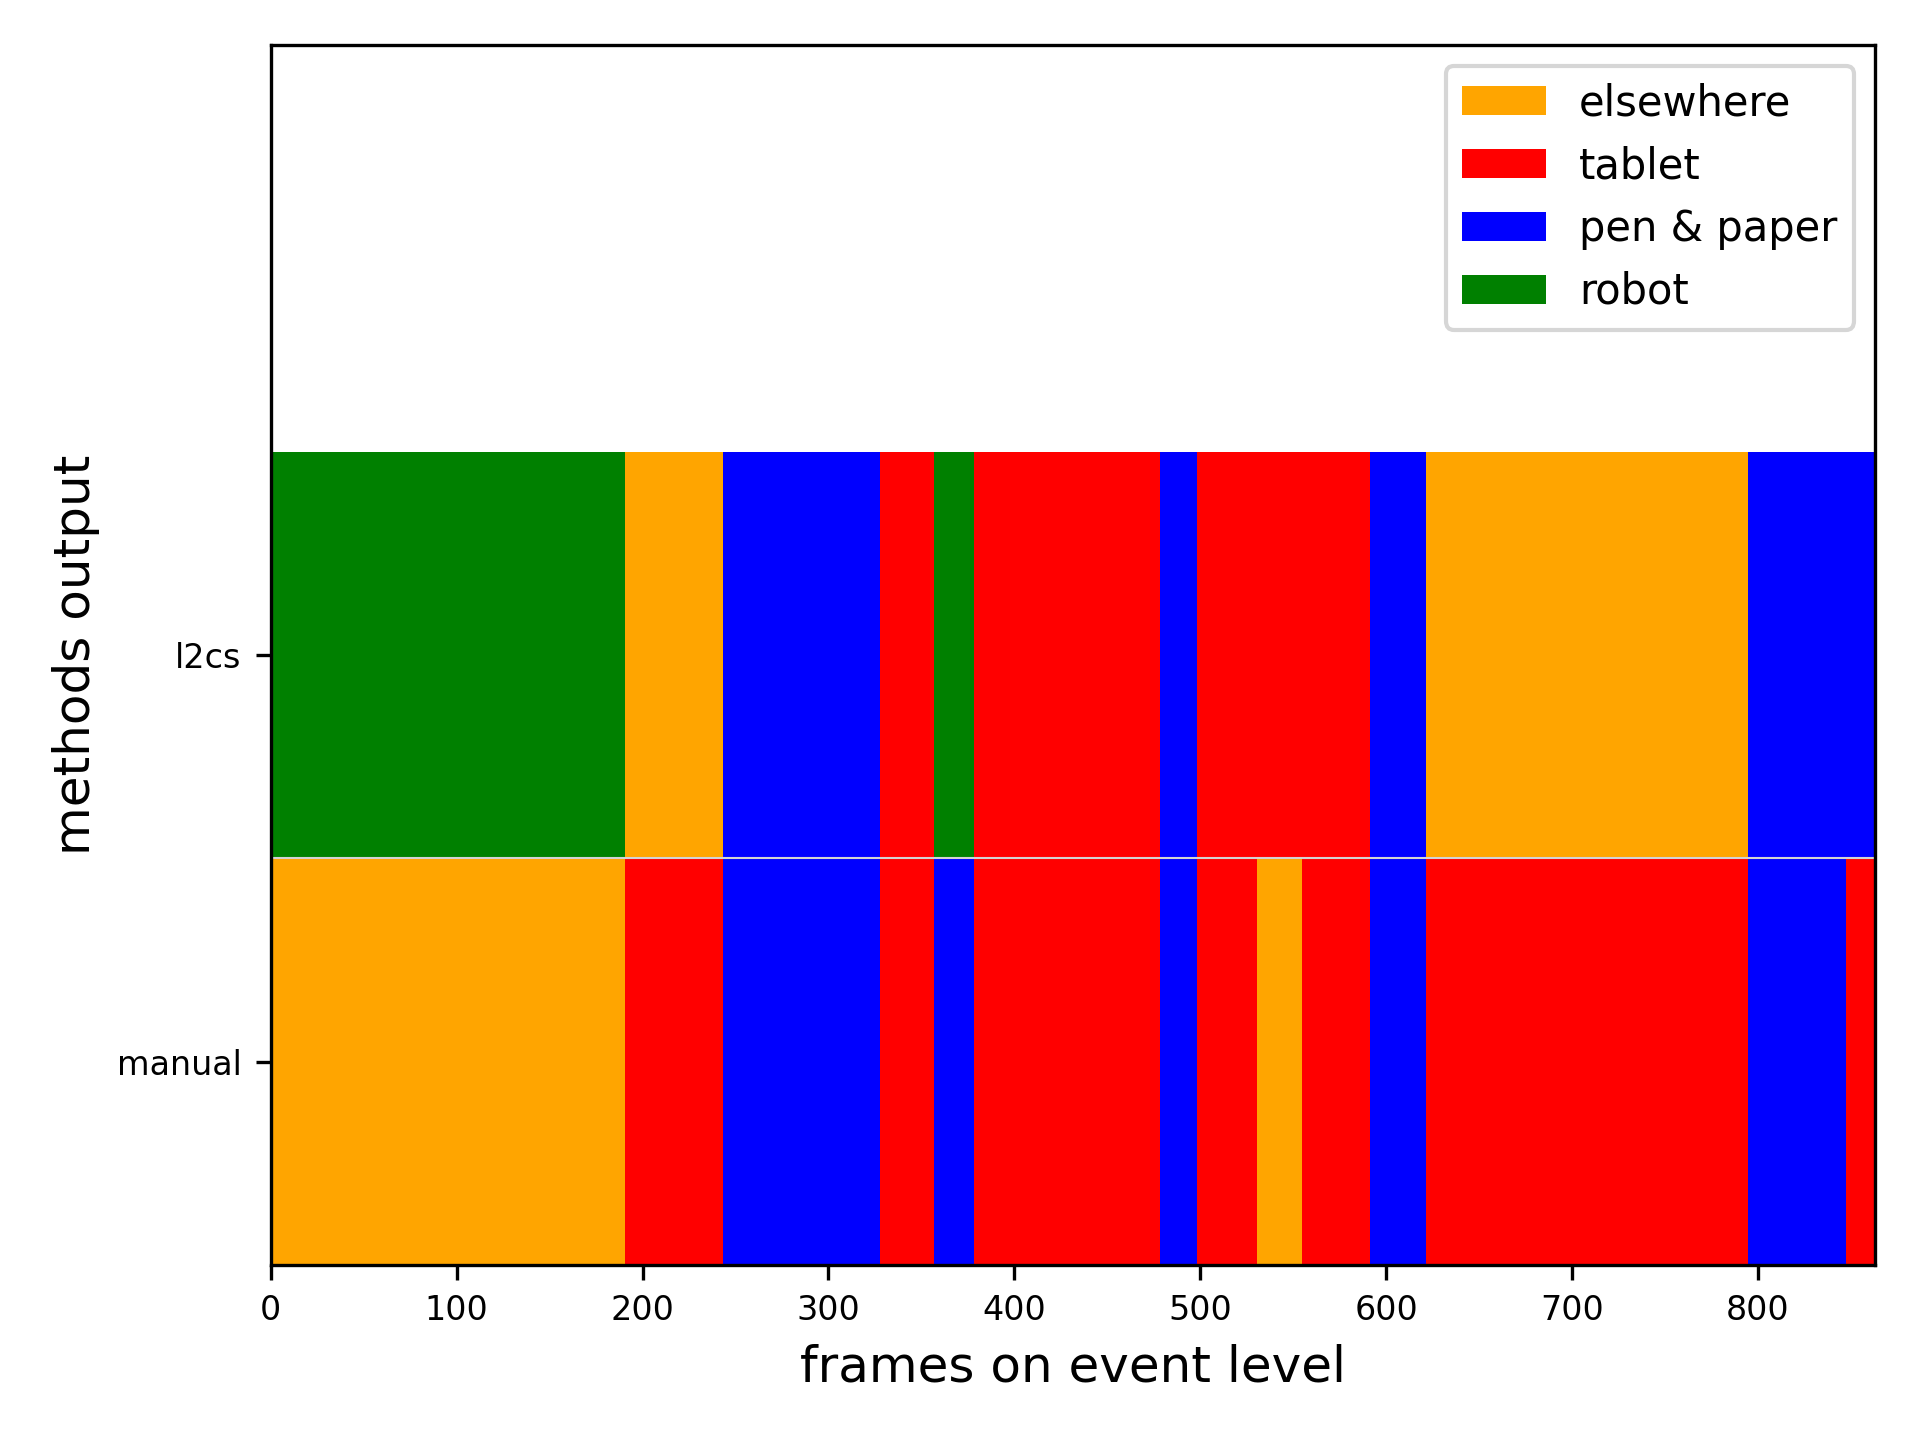 elsewhere
tablet
pen & paper
robot
methods output
l2cs
manual
0 100 200 300 400 500 600 700 800
frames on event level